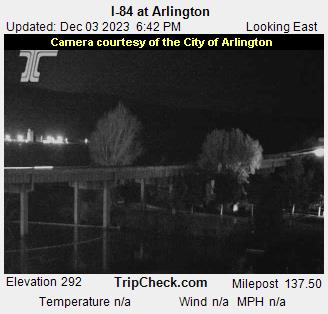 I-84 at Arlington
Updated: Dec 03 2023 6:42 PM Looking East
Camera courtesy of the City of Arlington
Elevation 292 TripCheck.com Milepost 137.50
Temperature n/a Wind n/a MPH n/a